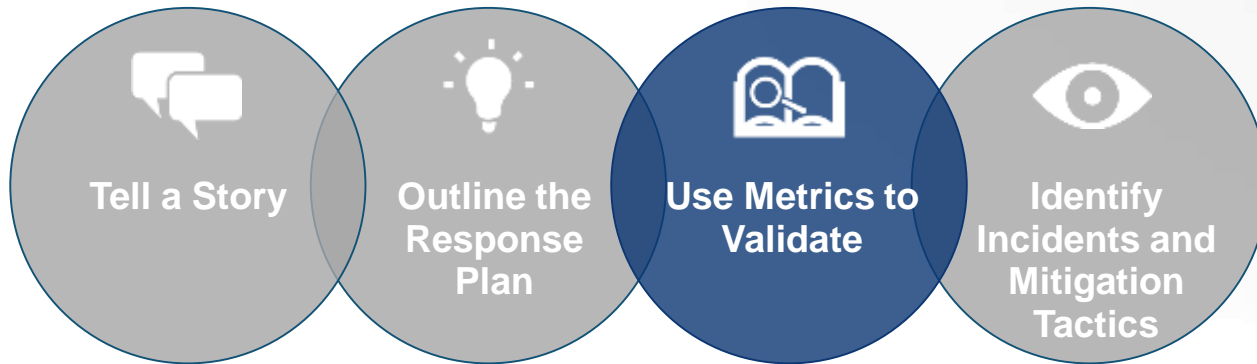 Tell a Story
Outline the
Response
Plan
Use Metrics to
Validate
Identify
Incidents and
Mitigation
Tactics